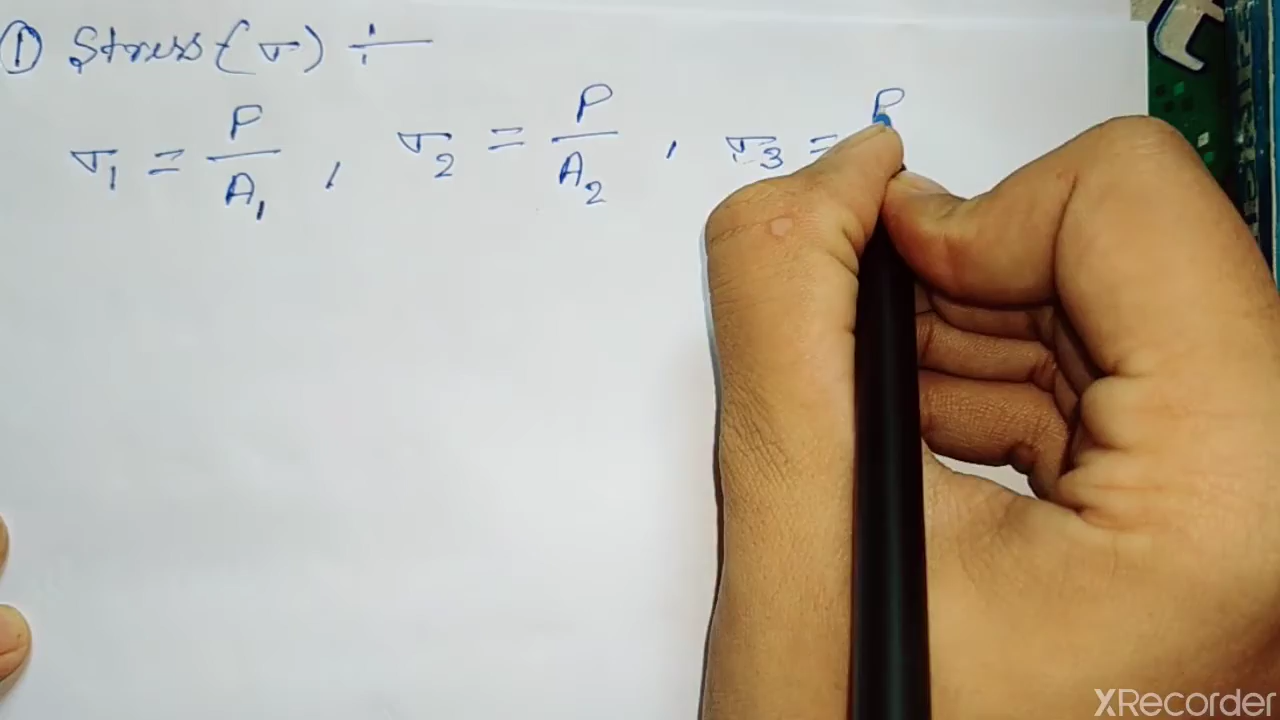 ① Stress (σ) ÷
σ₁ = P/A₁ , σ₂ = P/A₂ , σ₃ = P
XRecorder